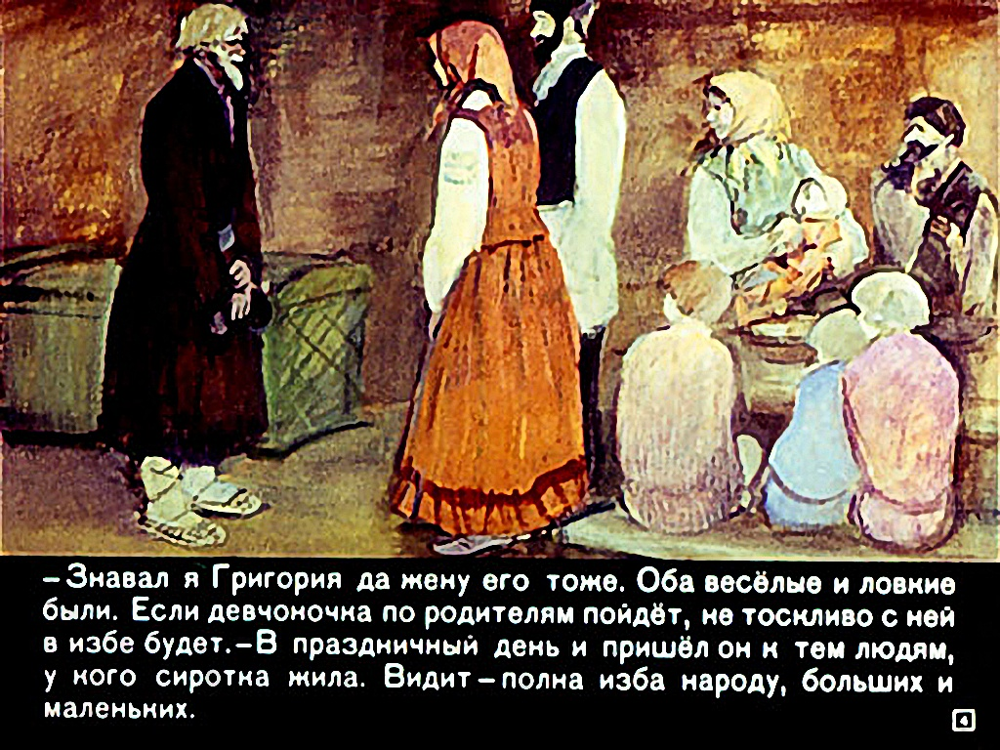 – Знавал я Григория да жену его тоже. Оба весёлые и ловкие
были. Если девчоночка по родителям пойдёт, не тоскливо с ней
в избе будет.–В праздничный день и пришёл он к тем людям,
у кого сиротка жила. Видит–полна изба народу, больших и
маленьких.
4